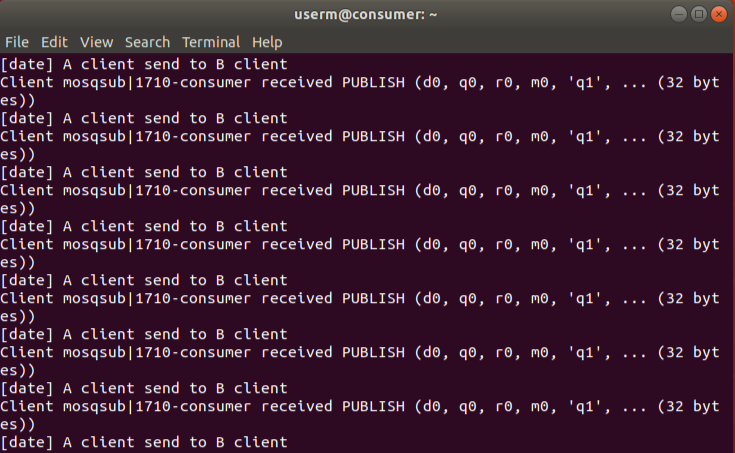 userm@consumer: ~
File Edit View Search Terminal Help
[date] A client send to B client
Client mosqsub|1710-consumer received PUBLISH (d0, q0, r0, m0, 'q1', ... (32 byt
es))
[date] A client send to B client
Client mosqsub|1710-consumer received PUBLISH (d0, q0, r0, m0, 'q1', ... (32 byt
es))
[date] A client send to B client
Client mosqsub|1710-consumer received PUBLISH (d0, q0, r0, m0, 'q1', ... (32 byt
es))
[date] A client send to B client
Client mosqsub|1710-consumer received PUBLISH (d0, q0, r0, m0, 'q1', ... (32 byt
es))
[date] A client send to B client
Client mosqsub|1710-consumer received PUBLISH (d0, q0, r0, m0, 'q1', ... (32 byt
es))
[date] A client send to B client
Client mosqsub|1710-consumer received PUBLISH (d0, q0, r0, m0, 'q1', ... (32 byt
es))
[date] A client send to B client
Client mosqsub|1710-consumer received PUBLISH (d0, q0, r0, m0, 'q1', ... (32 byt
es))
[date] A client send to B client